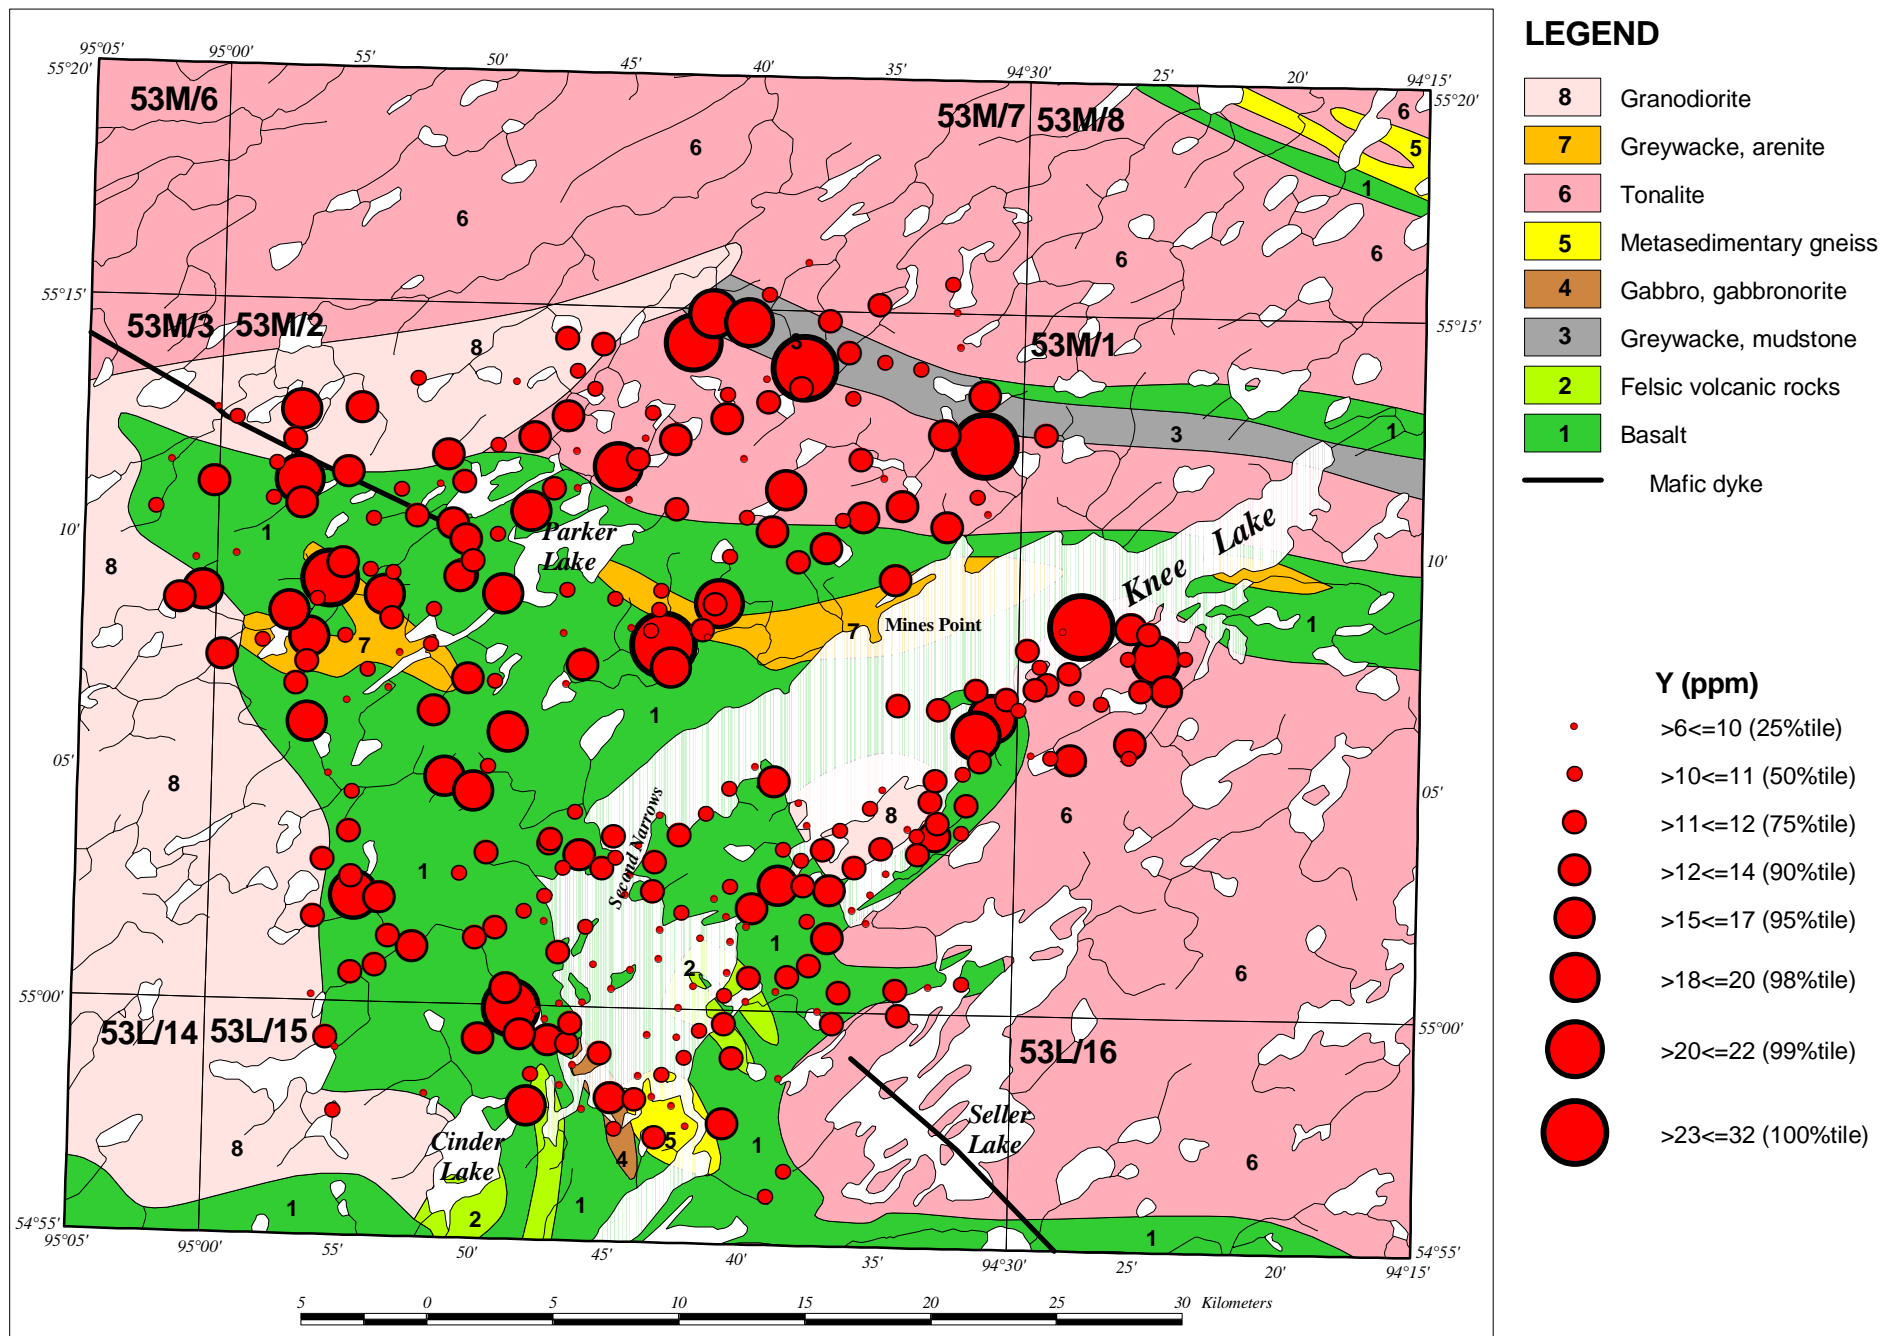 95°05'
95°00'
55'
50'
45'
40'
35'
94°30'
25'
20'
94°15'
55°20'
55°20'
53M/6
53M/7
53M/8
6
5
6
1
6
6
6
6
55°15'
55°15'
53M/3
53M/2
53M/1
8
3
3
1
10'
10'
1
8
Parker
Lake
Knee Lake
7
7
Mines Point
1
1
05'
05'
8
8
6
Second Narrows
1
1
2
6
55°00'
55°00'
53L/14
53L/15
53L/16
Cinder
Lake
Seller
Lake
8
5
4
1
6
1
2
1
1
54°55'
54°55'
95°05'
95°00'
55'
50'
45'
40'
35'
94°30'
25'
20'
94°15'
5 0 5 10 15 20 25 30 Kilometers
LEGEND
8 Granodiorite
7 Greywacke, arenite
6 Tonalite
5 Metasedimentary gneiss
4 Gabbro, gabbronorite
3 Greywacke, mudstone
2 Felsic volcanic rocks
1 Basalt
Mafic dyke
Y (ppm)
>6<=10 (25%tile)
>10<=11 (50%tile)
>11<=12 (75%tile)
>12<=14 (90%tile)
>15<=17 (95%tile)
>18<=20 (98%tile)
>20<=22 (99%tile)
>23<=32 (100%tile)